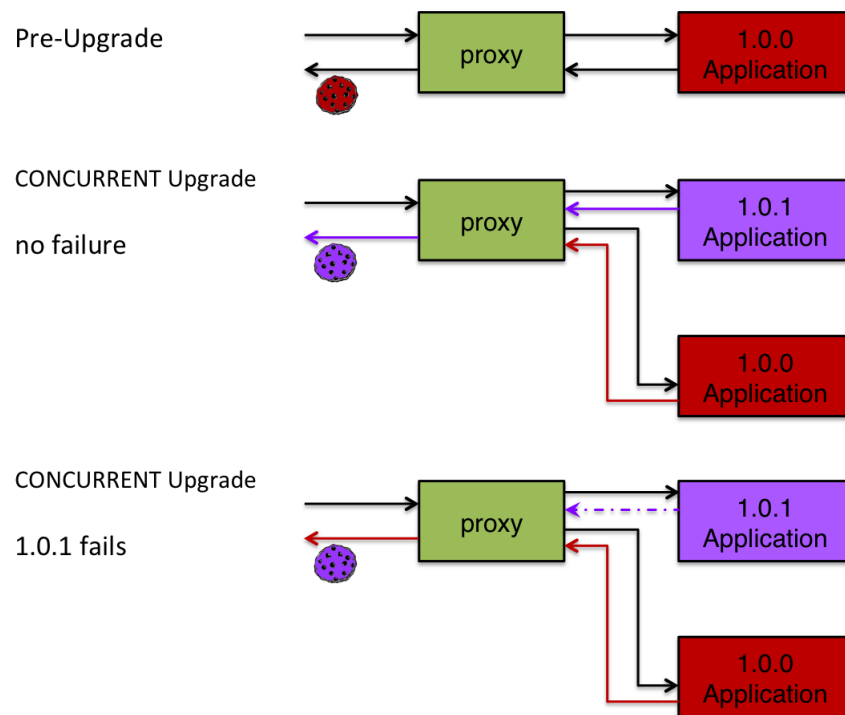 Pre-Upgrade
proxy
1.0.0
Application
CONCURRENT Upgrade
no failure
proxy
1.0.1
Application
1.0.0
Application
CONCURRENT Upgrade
1.0.1 fails
proxy
1.0.1
Application
1.0.0
Application